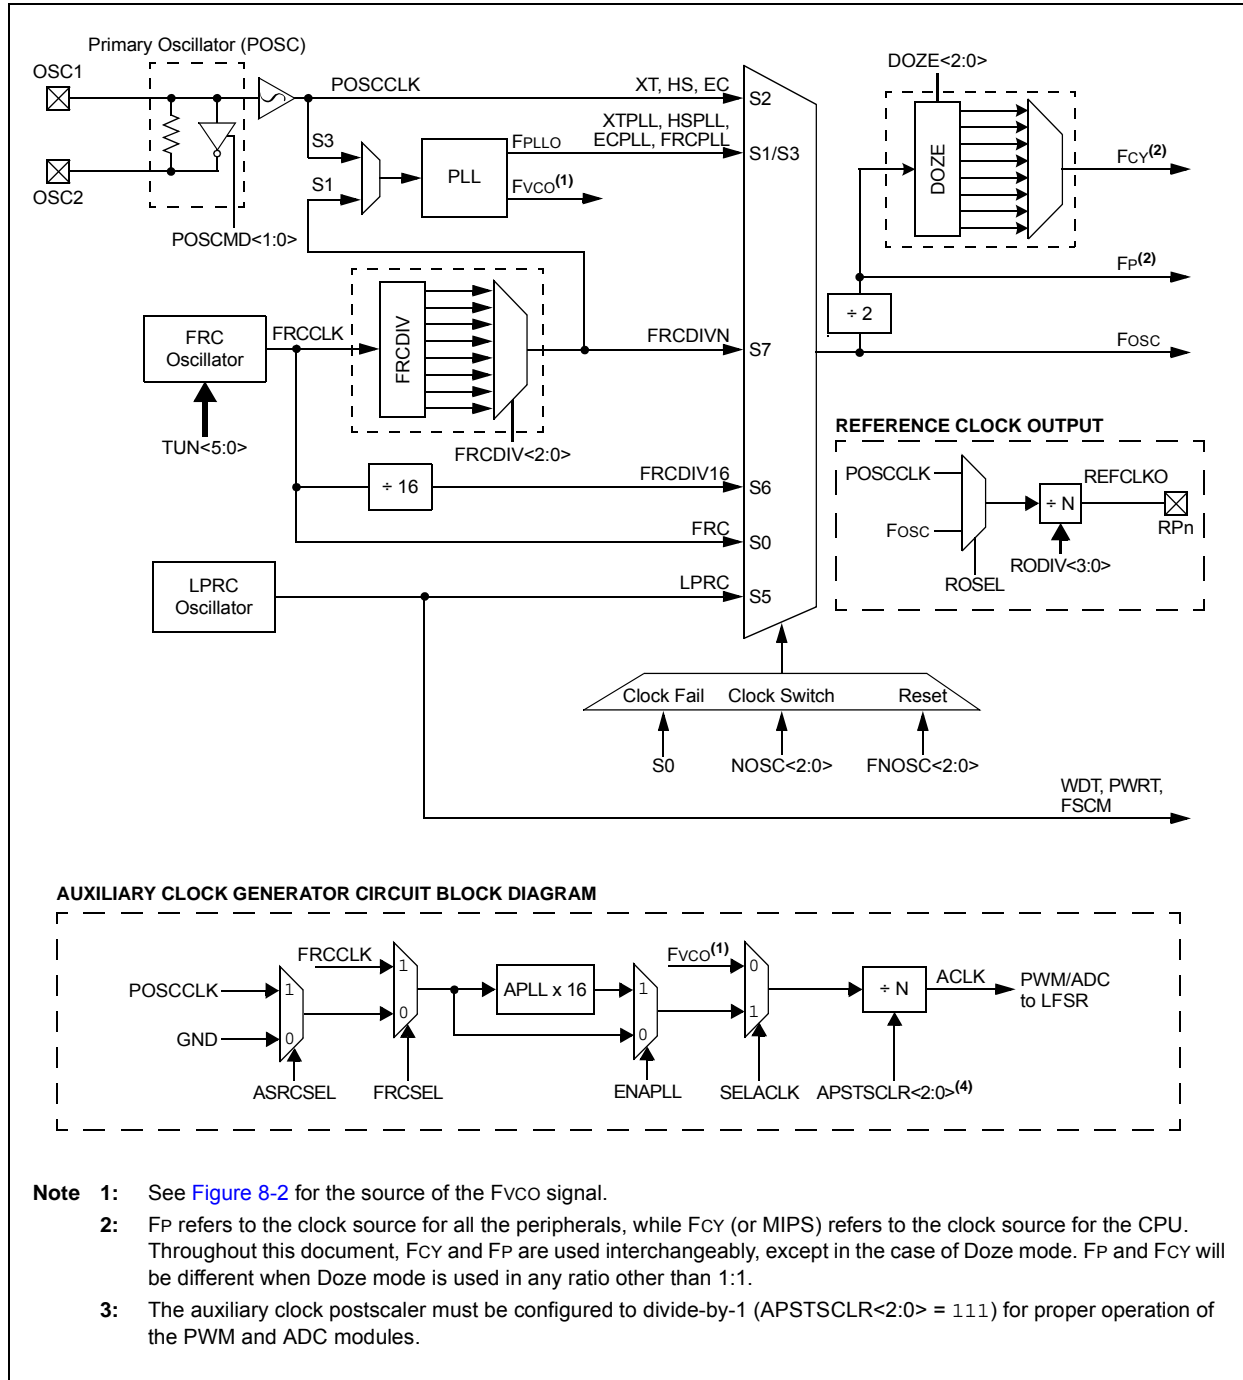 Primary Oscillator (POSC)
DOZE<2:0>
OSC1
POSCCLK
XT, HS, EC
S2
S3
FPLLO
XTPLL, HSPLL,
ECPLL, FRCPLL
S1/S3
PLL
DOZE
FCY(2)
S1
FVCO(1)
OSC2
POSCMD<1:0>
FP(2)
÷ 2
FRC
Oscillator
FRCCLK
FRCDIV
FRCDIVN
S7
FOSC
TUN<5:0>
FRCDIV<2:0>
REFERENCE CLOCK OUTPUT
POSCCLK
REFCLKO
÷ N
RPn
FOSC
RODIV<3:0>
ROSEL
÷ 16
FRCDIV16
S6
FRC
S0
LPRC
Oscillator
LPRC
S5
Clock Fail
Clock Switch
Reset
S0
NOSC<2:0>
FNOSC<2:0>
WDT, PWRT,
FSCM
AUXILIARY CLOCK GENERATOR CIRCUIT BLOCK DIAGRAM
FRCCLK
1
FVCO(1)
0
POSCCLK
1
APLL x 16
1
÷ N
ACLK
PWM/ADC
to LFSR
0
1
GND
0
0
ASRCSEL
FRCSEL
ENAPLL
SELACLK
APSTSCLR<2:0>(4)
Note 1: See Figure 8-2 for the source of the FVCO signal.
2: FP refers to the clock source for all the peripherals, while FCY (or MIPS) refers to the clock source for the CPU.
Throughout this document, FCY and FP are used interchangeably, except in the case of Doze mode. FP and FCY will
be different when Doze mode is used in any ratio other than 1:1.
3: The auxiliary clock postscaler must be configured to divide-by-1 (APSTSCLR<2:0> = 111) for proper operation of
the PWM and ADC modules.